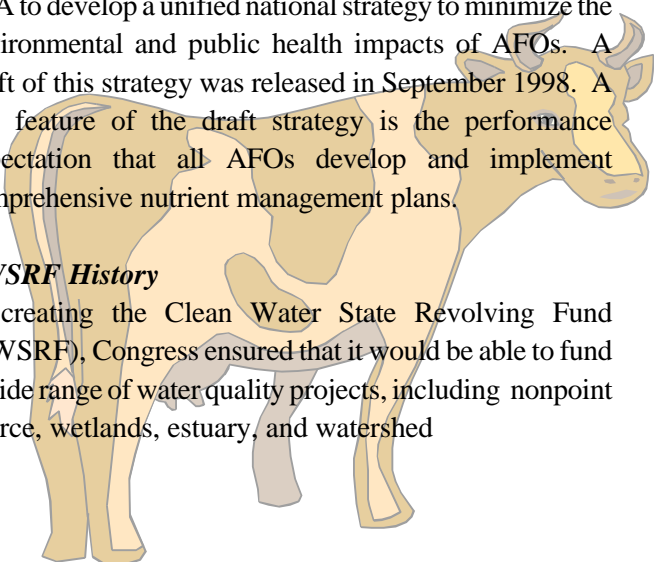 A to develop a unified national strategy to minimize the
vironmental and public health impacts of AFOs. A
ft of this strategy was released in September 1998. A
feature of the draft strategy is the performance
ectation that all AFOs develop and implement
mprehensive nutrient management plans.
WSRF History
creating the Clean Water State Revolving Fund
WSRF), Congress ensured that it would be able to fund
ide range of water quality projects, including nonpoint
rce, wetlands, estuary, and watershed